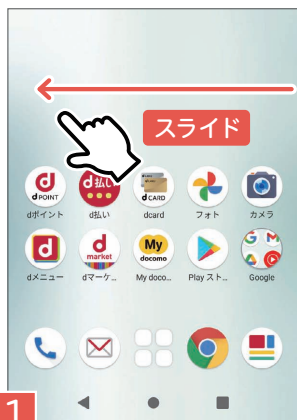 スライド
d POINT
d払い
d CARD
dポイント
d払い
dcard
フォト
カメラ
d
d market
My docomo
G M
dメニュー
dマーケ...
My doco...
Play スト...
Google
1